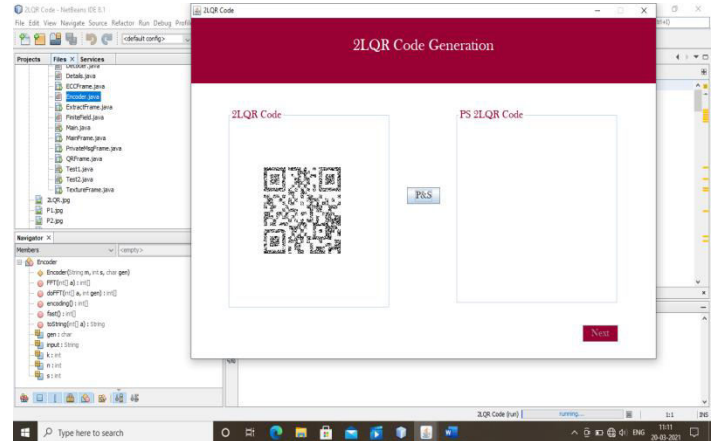 2LQR Code - NetBeans IDE 8.1
File Edit View Navigate Source Refactor Run Debug Profile
<default config>
Projects Files × Services
Decoder.java
Details.java
ECCFrame.java
Encoder.java
ExtractFrame.java
FiniteField.java
Main.java
MainFrame.java
PrivateMsgFrame.java
QRFrame.java
Test1.java
Test2.java
TextureFrame.java
2LQR.jpg
P1.jpg
P2.jpg
Navigator ×
Members <empty>
Encoder
Encoder(String m, int s, char gen)
FFT(int[] a) : int[]
doFFT(int[] a, int gen) : int[]
encoding() : int[]
fast() : int[]
toString(int[] a) : String
gen : char
input : String
k : int
n : int
s : int
2LQR Code
2LQR Code Generation
2LQR Code
PS 2LQR Code
P&S
Next
2LQR Code (run) running... 1:1 INS
Type here to search
ENG 11:11
20-03-2021